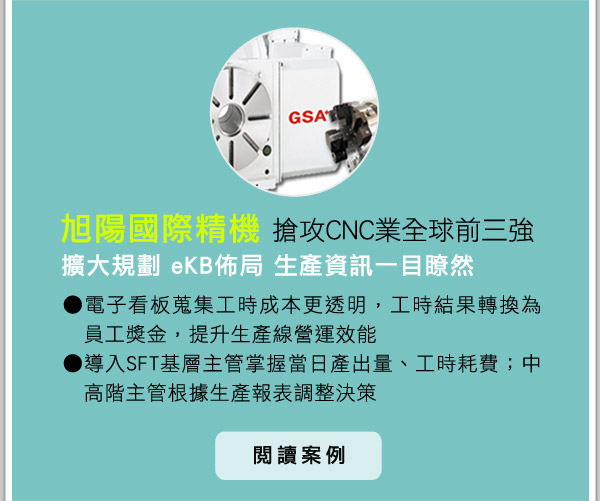 GSA+
旭陽國際精機 搶攻CNC業全球前三強
擴大規劃 eKB佈局 生產資訊一目瞭然
●電子看板蒐集工時成本更透明，工時結果轉換為
員工獎金，提升生產線營運效能
●導入SFT基層主管掌握當日產出量、工時耗費；中
高階主管根據生產報表調整決策
閱讀案例